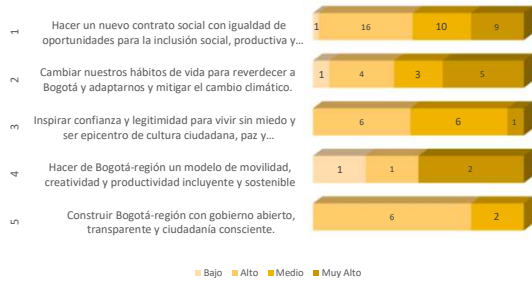 1
Hacer un nuevo contrato social con igualdad de
oportunidades para la inclusión social, productiva y…
1 16 10 9
2
Cambiar nuestros hábitos de vida para reverdecer a
Bogotá y adaptarnos y mitigar el cambio climático.
1 4 3 5
3
Inspirar confianza y legitimidad para vivir sin miedo y
ser epicentro de cultura ciudadana, paz y…
6 6 1
4
Hacer de Bogotá-región un modelo de movilidad,
creatividad y productividad incluyente y sostenible
1 1 2
5
Construir Bogotá-región con gobierno abierto,
transparente y ciudadanía consciente.
6 2
Bajo Alto Medio Muy Alto